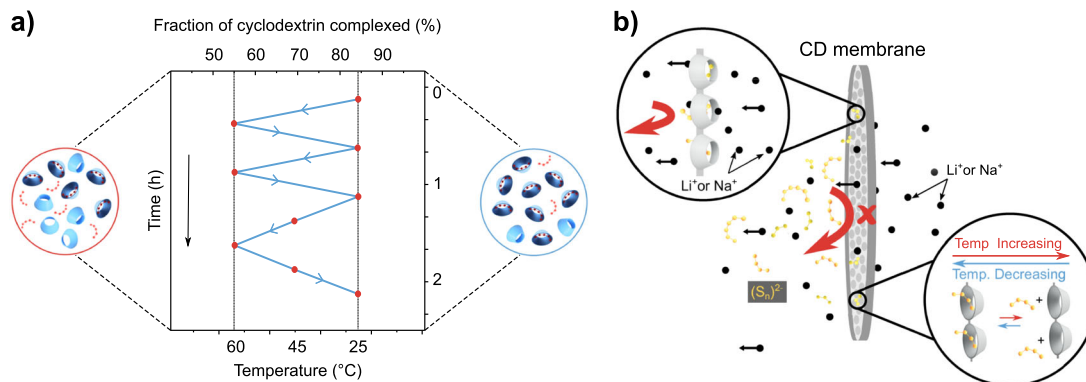 a)
Fraction of cyclodextrin complexed (%)
50 60 70 80 90
0
1
2
Time (h)
60 45 25
Temperature (°C)
b)
CD membrane
Li⁺or Na⁺
Li⁺or Na⁺
x
(Sₙ)²⁻
Temp Increasing
Temp. Decreasing
+
+